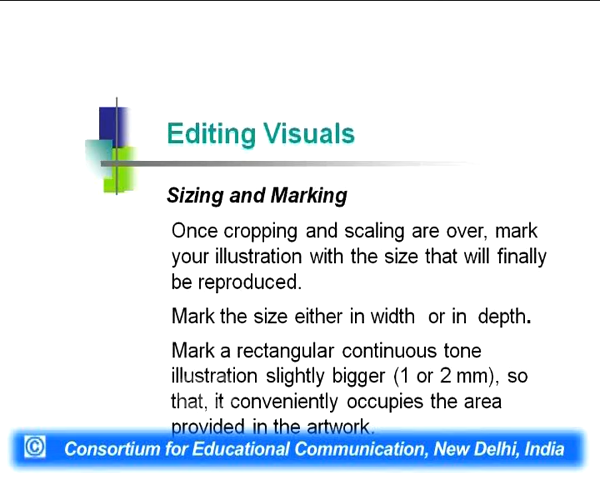 Editing Visuals
Sizing and Marking
Once cropping and scaling are over, mark
your illustration with the size that will finally
be reproduced.
Mark the size either in width or in depth.
Mark a rectangular continuous tone
illustration slightly bigger (1 or 2 mm), so
that, it conveniently occupies the area
provided in the artwork.
© Consortium for Educational Communication, New Delhi, India